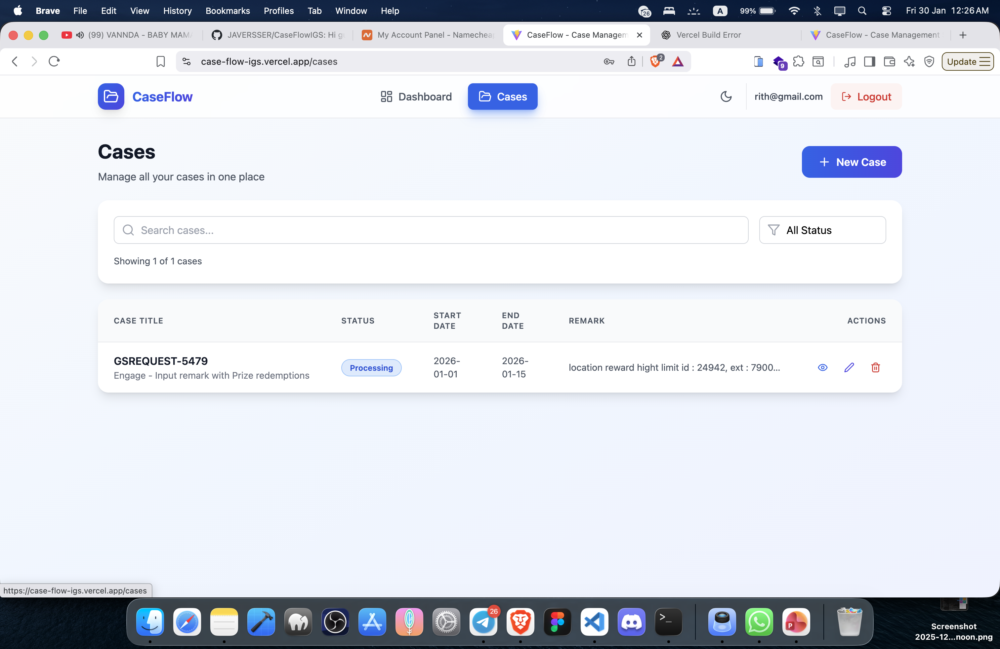 Brave File Edit View History Bookmarks Profiles Tab Window Help
26 A 99% Fri 30 Jan 12:26 AM
(99) VANNDA - BABY MAMA
JAVERSSER/CaseFlowIGS: Hi gu
My Account Panel - Namecheap
CaseFlow - Case Managem
Vercel Build Error
CaseFlow - Case Management
case-flow-igs.vercel.app/cases
2
9
Update
CaseFlow
Dashboard
Cases
rith@gmail.com
Logout
Cases
Manage all your cases in one place
New Case
Search cases...
All Status
Showing 1 of 1 cases
CASE TITLE STATUS START DATE END DATE REMARK ACTIONS
GSREQUEST-5479
Engage - Input remark with Prize redemptions
Processing
2026-
01-01
2026-
01-15
location reward hight limit id : 24942, ext : 7900...
https://case-flow-igs.vercel.app/cases
26
P
Screenshot
2025-12...noon.png